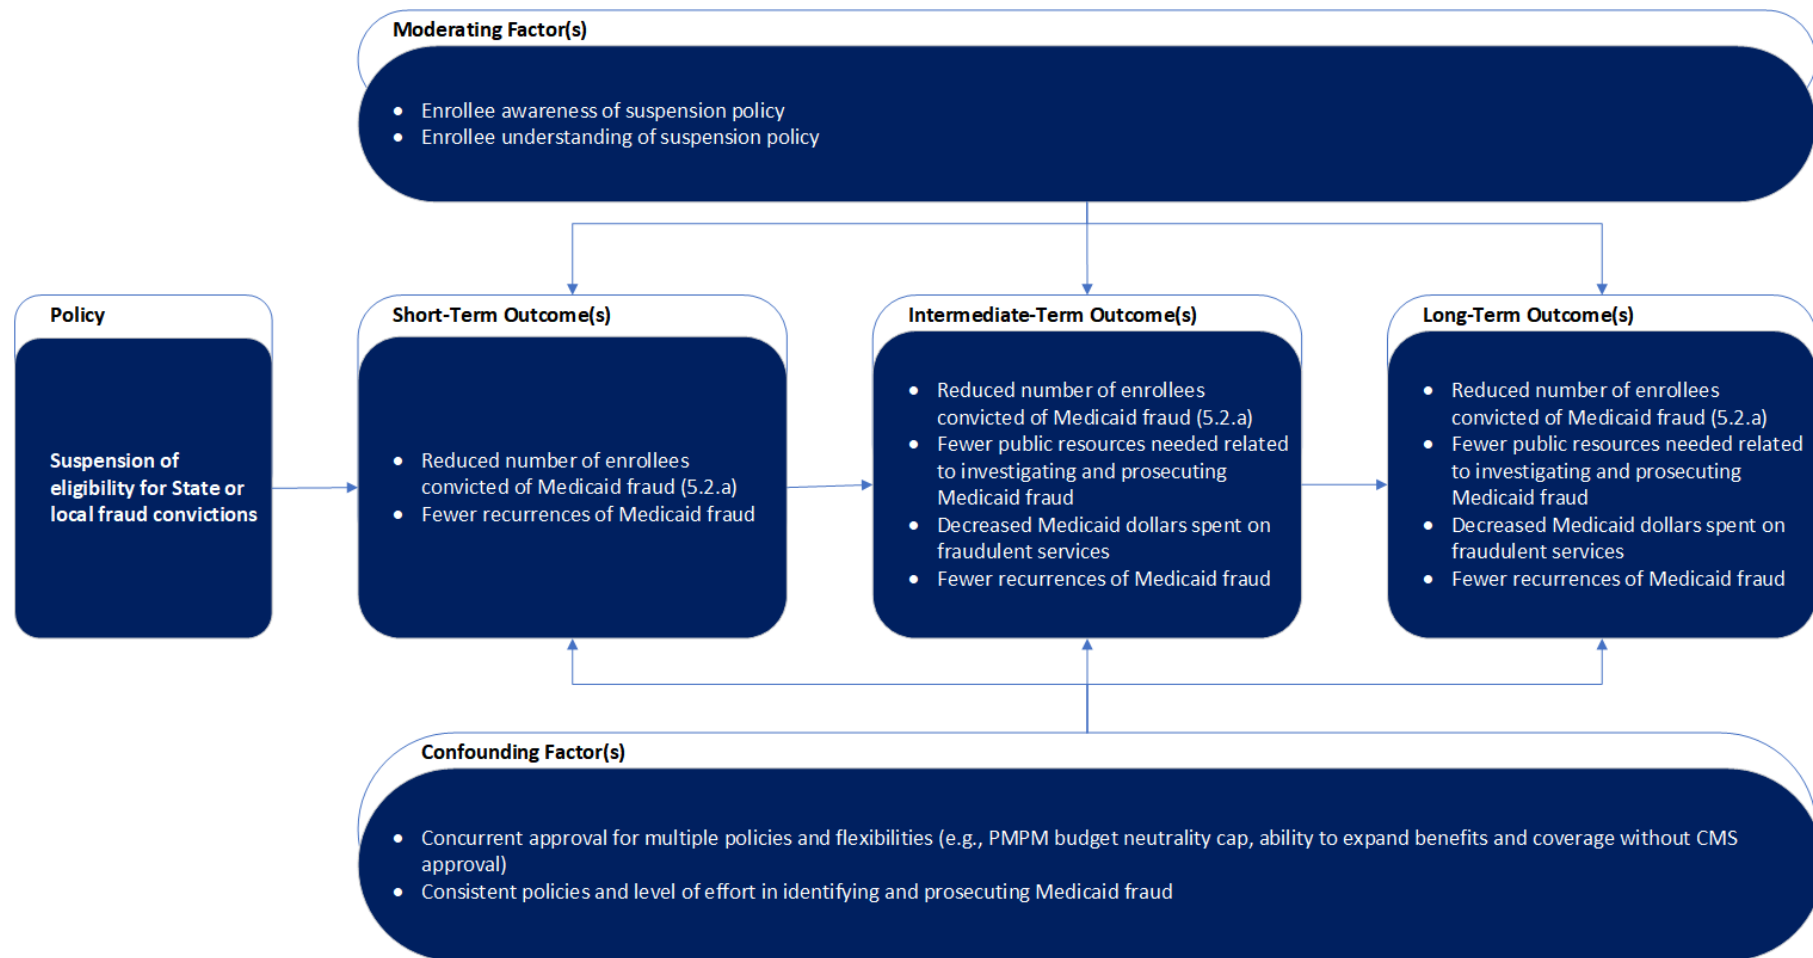 Moderating Factor(s)
• Enrollee awareness of suspension policy
• Enrollee understanding of suspension policy
Policy
Suspension of
eligibility for State or
local fraud convictions
Short-Term Outcome(s)
• Reduced number of enrollees
convicted of Medicaid fraud (5.2.a)
• Fewer recurrences of Medicaid fraud
Intermediate-Term Outcome(s)
• Reduced number of enrollees
convicted of Medicaid fraud (5.2.a)
• Fewer public resources needed related
to investigating and prosecuting
Medicaid fraud
• Decreased Medicaid dollars spent on
fraudulent services
• Fewer recurrences of Medicaid fraud
Long-Term Outcome(s)
• Reduced number of enrollees
convicted of Medicaid fraud (5.2.a)
• Fewer public resources needed related
to investigating and prosecuting
Medicaid fraud
• Decreased Medicaid dollars spent on
fraudulent services
• Fewer recurrences of Medicaid fraud
Confounding Factor(s)
• Concurrent approval for multiple policies and flexibilities (e.g., PMPM budget neutrality cap, ability to expand benefits and coverage without CMS
approval)
• Consistent policies and level of effort in identifying and prosecuting Medicaid fraud